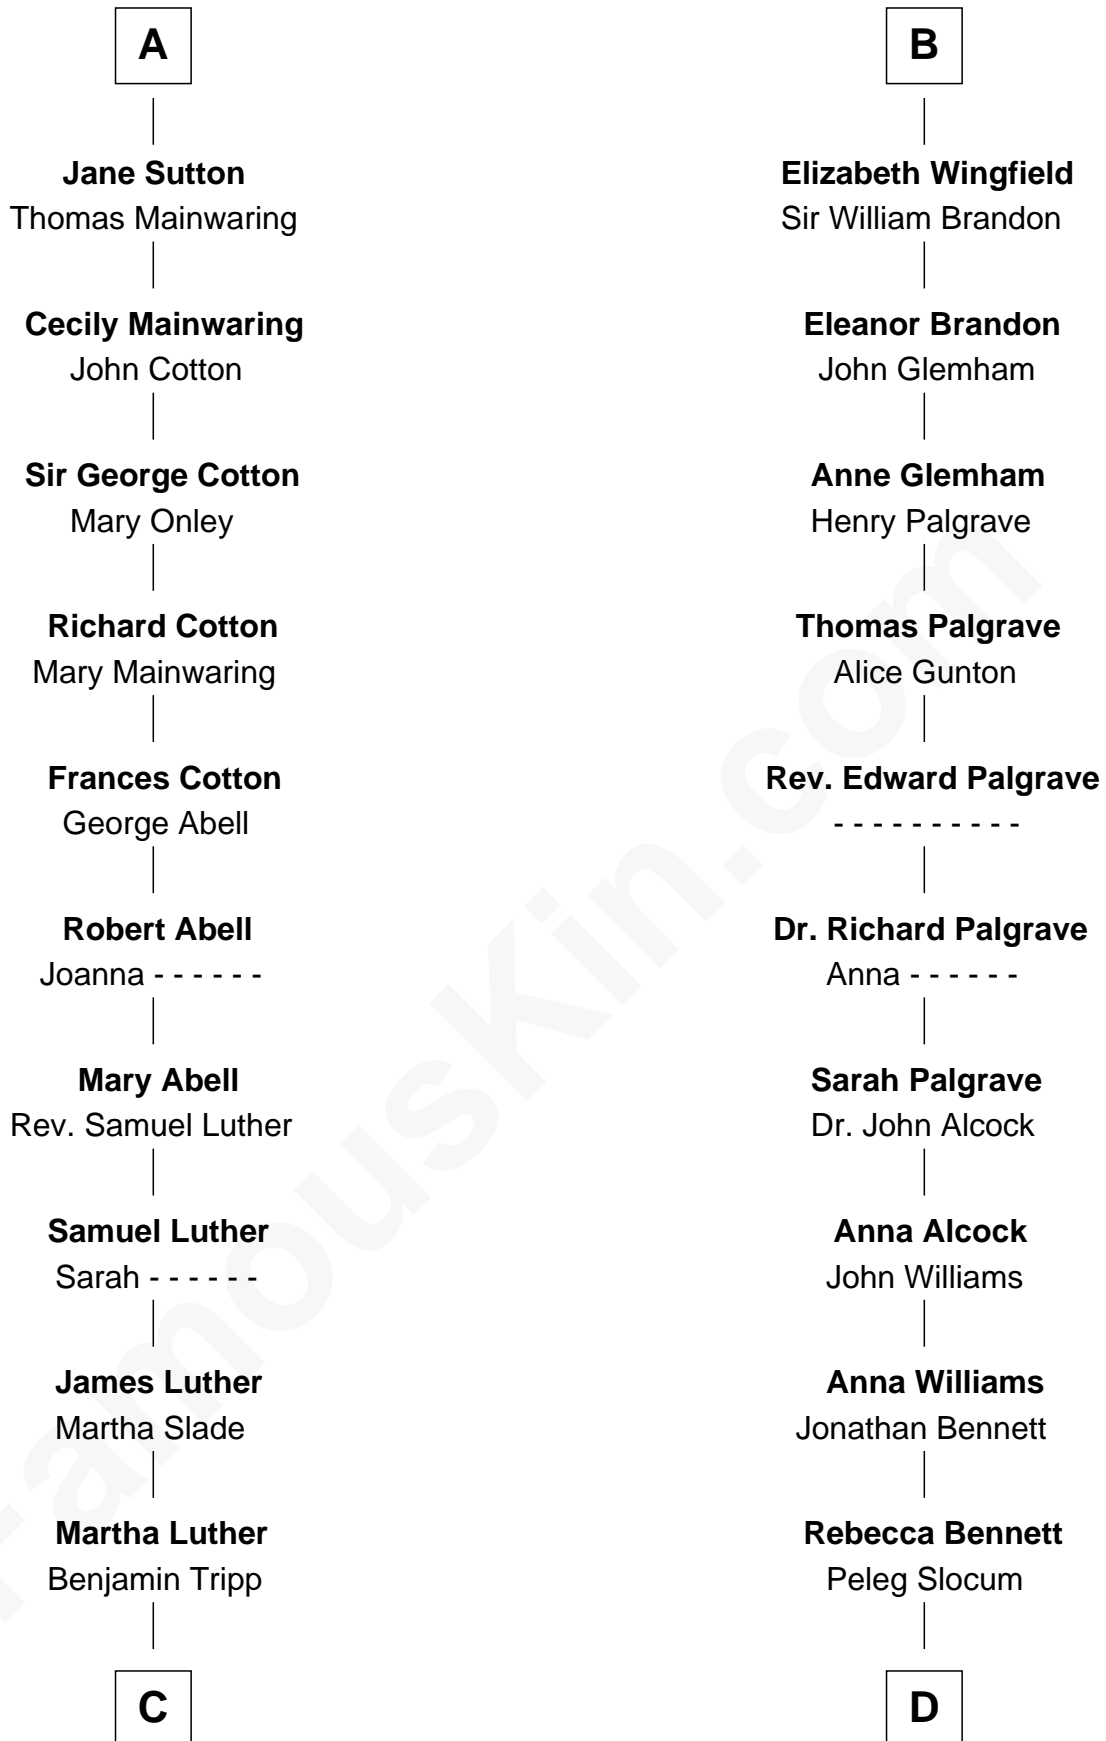 A
Jane Sutton
Thomas Mainwaring
Cecily Mainwaring
John Cotton
Sir George Cotton
Mary Onley
Richard Cotton
Mary Mainwaring
Frances Cotton
George Abell
Robert Abell
Joanna - - - - - -
Mary Abell
Rev. Samuel Luther
Samuel Luther
Sarah - - - - - -
James Luther
Martha Slade
Martha Luther
Benjamin Tripp
C
B
Elizabeth Wingfield
Sir William Brandon
Eleanor Brandon
John Glemham
Anne Glemham
Henry Palgrave
Thomas Palgrave
Alice Gunton
Rev. Edward Palgrave
- - - - - - - - - -
Dr. Richard Palgrave
Anna - - - - - -
Sarah Palgrave
Dr. John Alcock
Anna Alcock
John Williams
Anna Williams
Jonathan Bennett
Rebecca Bennett
Peleg Slocum
D
FamousKin.com